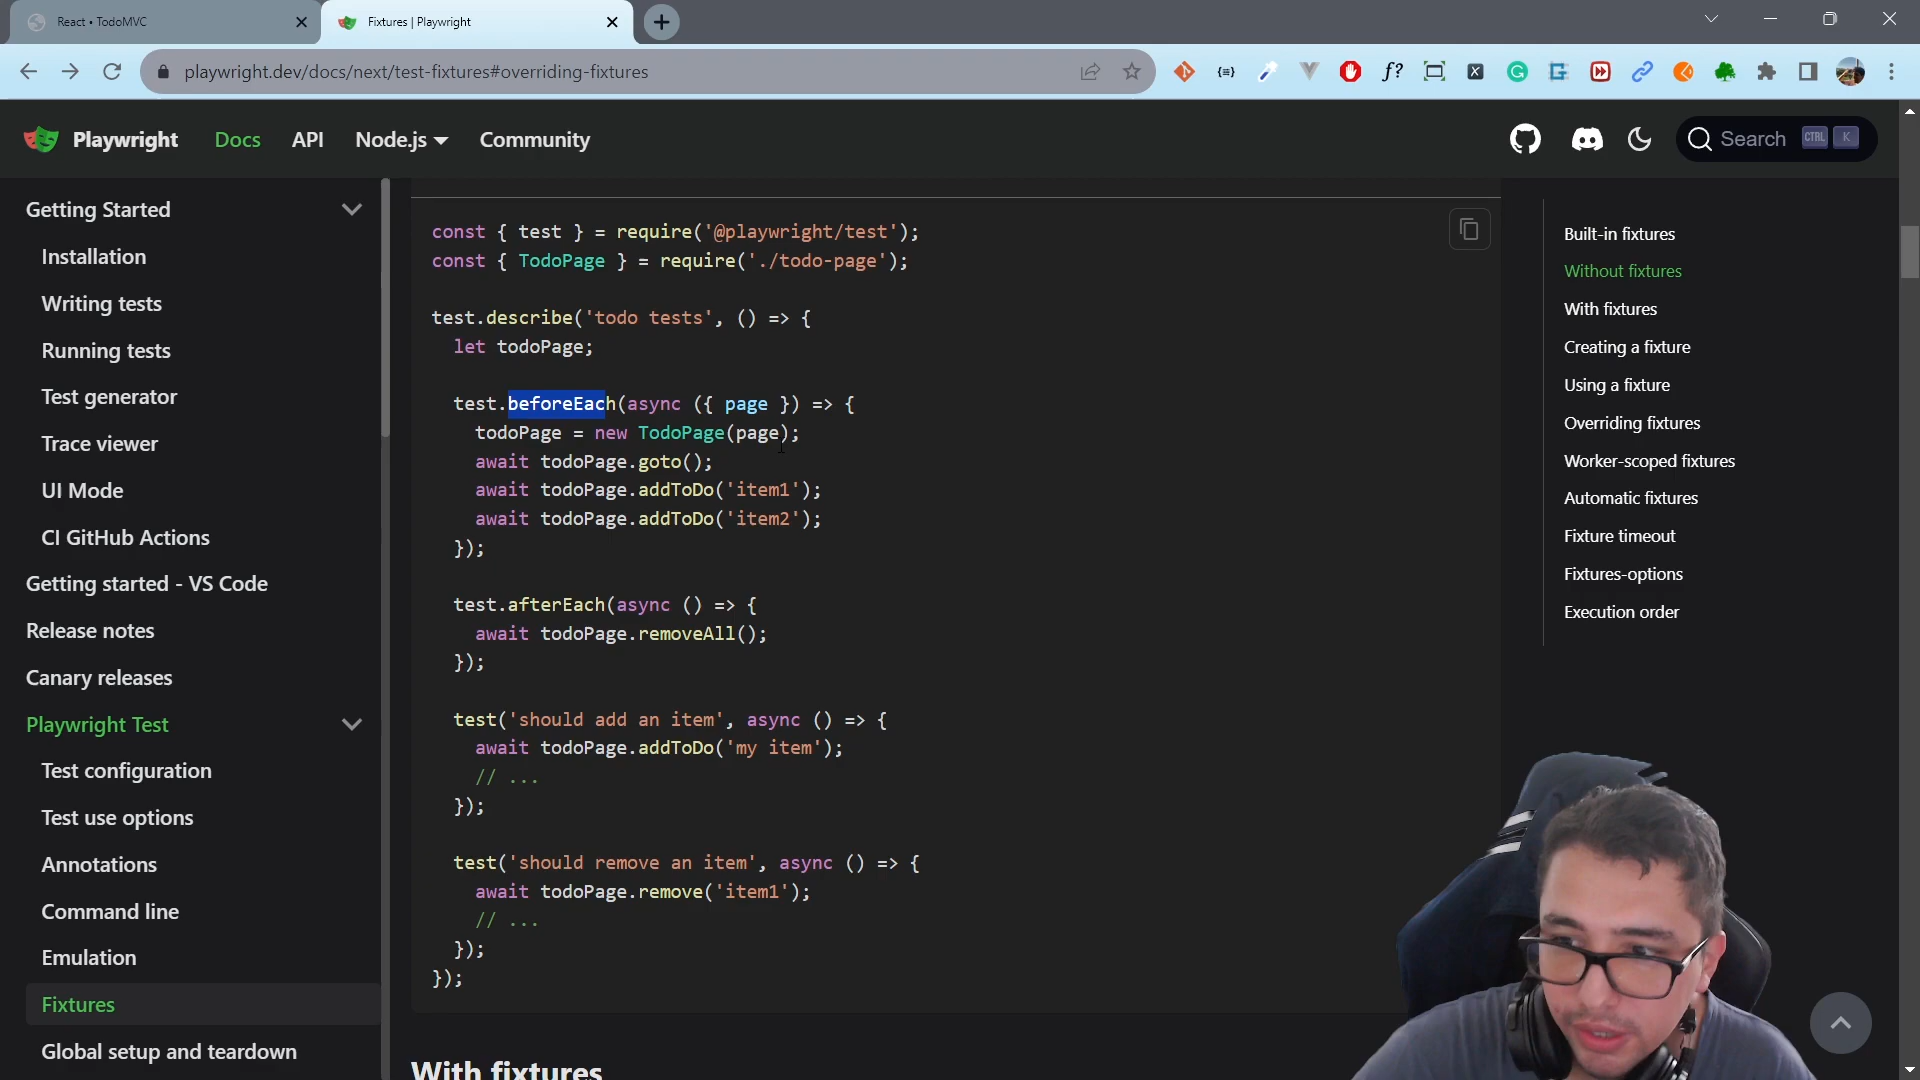 React • TodoMVC
Fixtures | Playwright
playwright.dev/docs/next/test-fixtures#overriding-fixtures
Playwright
Docs
API
Node.js
Community
Search
CTRL
K
Getting Started
Installation
Writing tests
Running tests
Test generator
Trace viewer
UI Mode
CI GitHub Actions
Getting started - VS Code
Release notes
Canary releases
Playwright Test
Test configuration
Test use options
Annotations
Command line
Emulation
Fixtures
Global setup and teardown
const { test } = require('@playwright/test');
const { TodoPage } = require('./todo-page');
test.describe('todo tests', () => {
let todoPage;
test.beforeEach(async ({ page }) => {
todoPage = new TodoPage(page);
await todoPage.goto();
await todoPage.addToDo('item1');
await todoPage.addToDo('item2');
});
test.afterEach(async () => {
await todoPage.removeAll();
});
test('should add an item', async () => {
await todoPage.addToDo('my item');
// ...
});
test('should remove an item', async () => {
await todoPage.remove('item1');
// ...
});
});
With fixtures
Built-in fixtures
Without fixtures
With fixtures
Creating a fixture
Using a fixture
Overriding fixtures
Worker-scoped fixtures
Automatic fixtures
Fixture timeout
Fixtures-options
Execution order